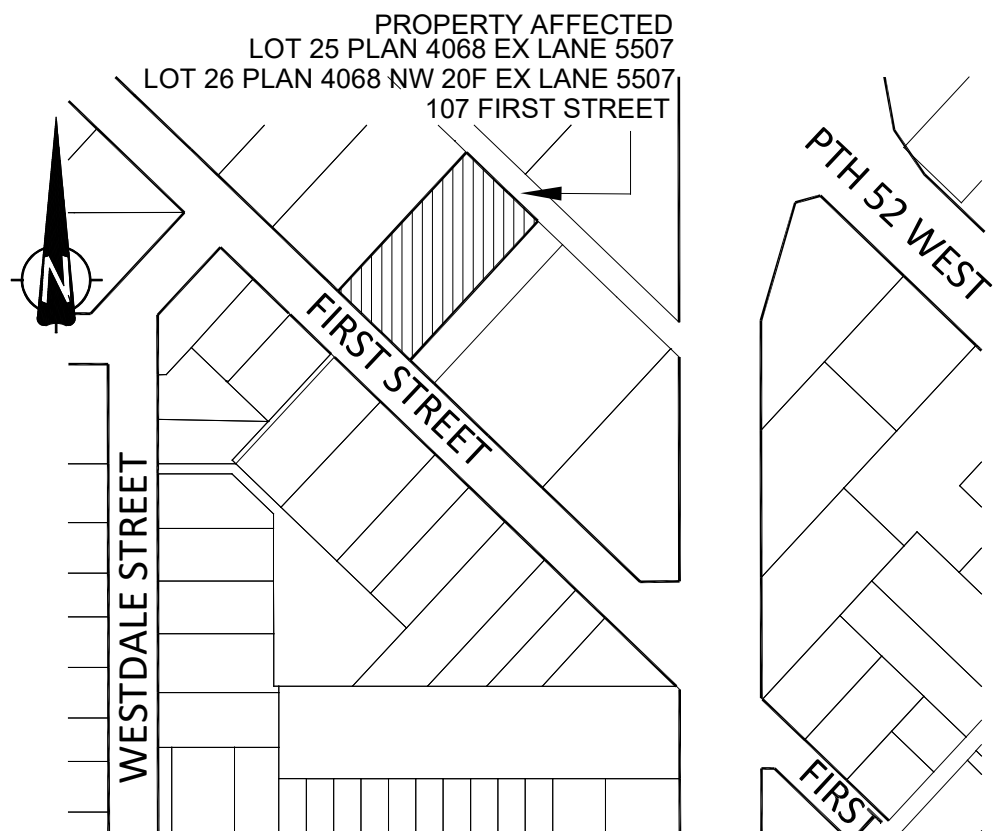 PROPERTY AFFECTED
LOT 25 PLAN 4068 EX LANE 5507
LOT 26 PLAN 4068 NW 20F EX LANE 5507
107 FIRST STREET
PTH 52 WEST
N
FIRST STREET
WESTDALE STREET
FIRST